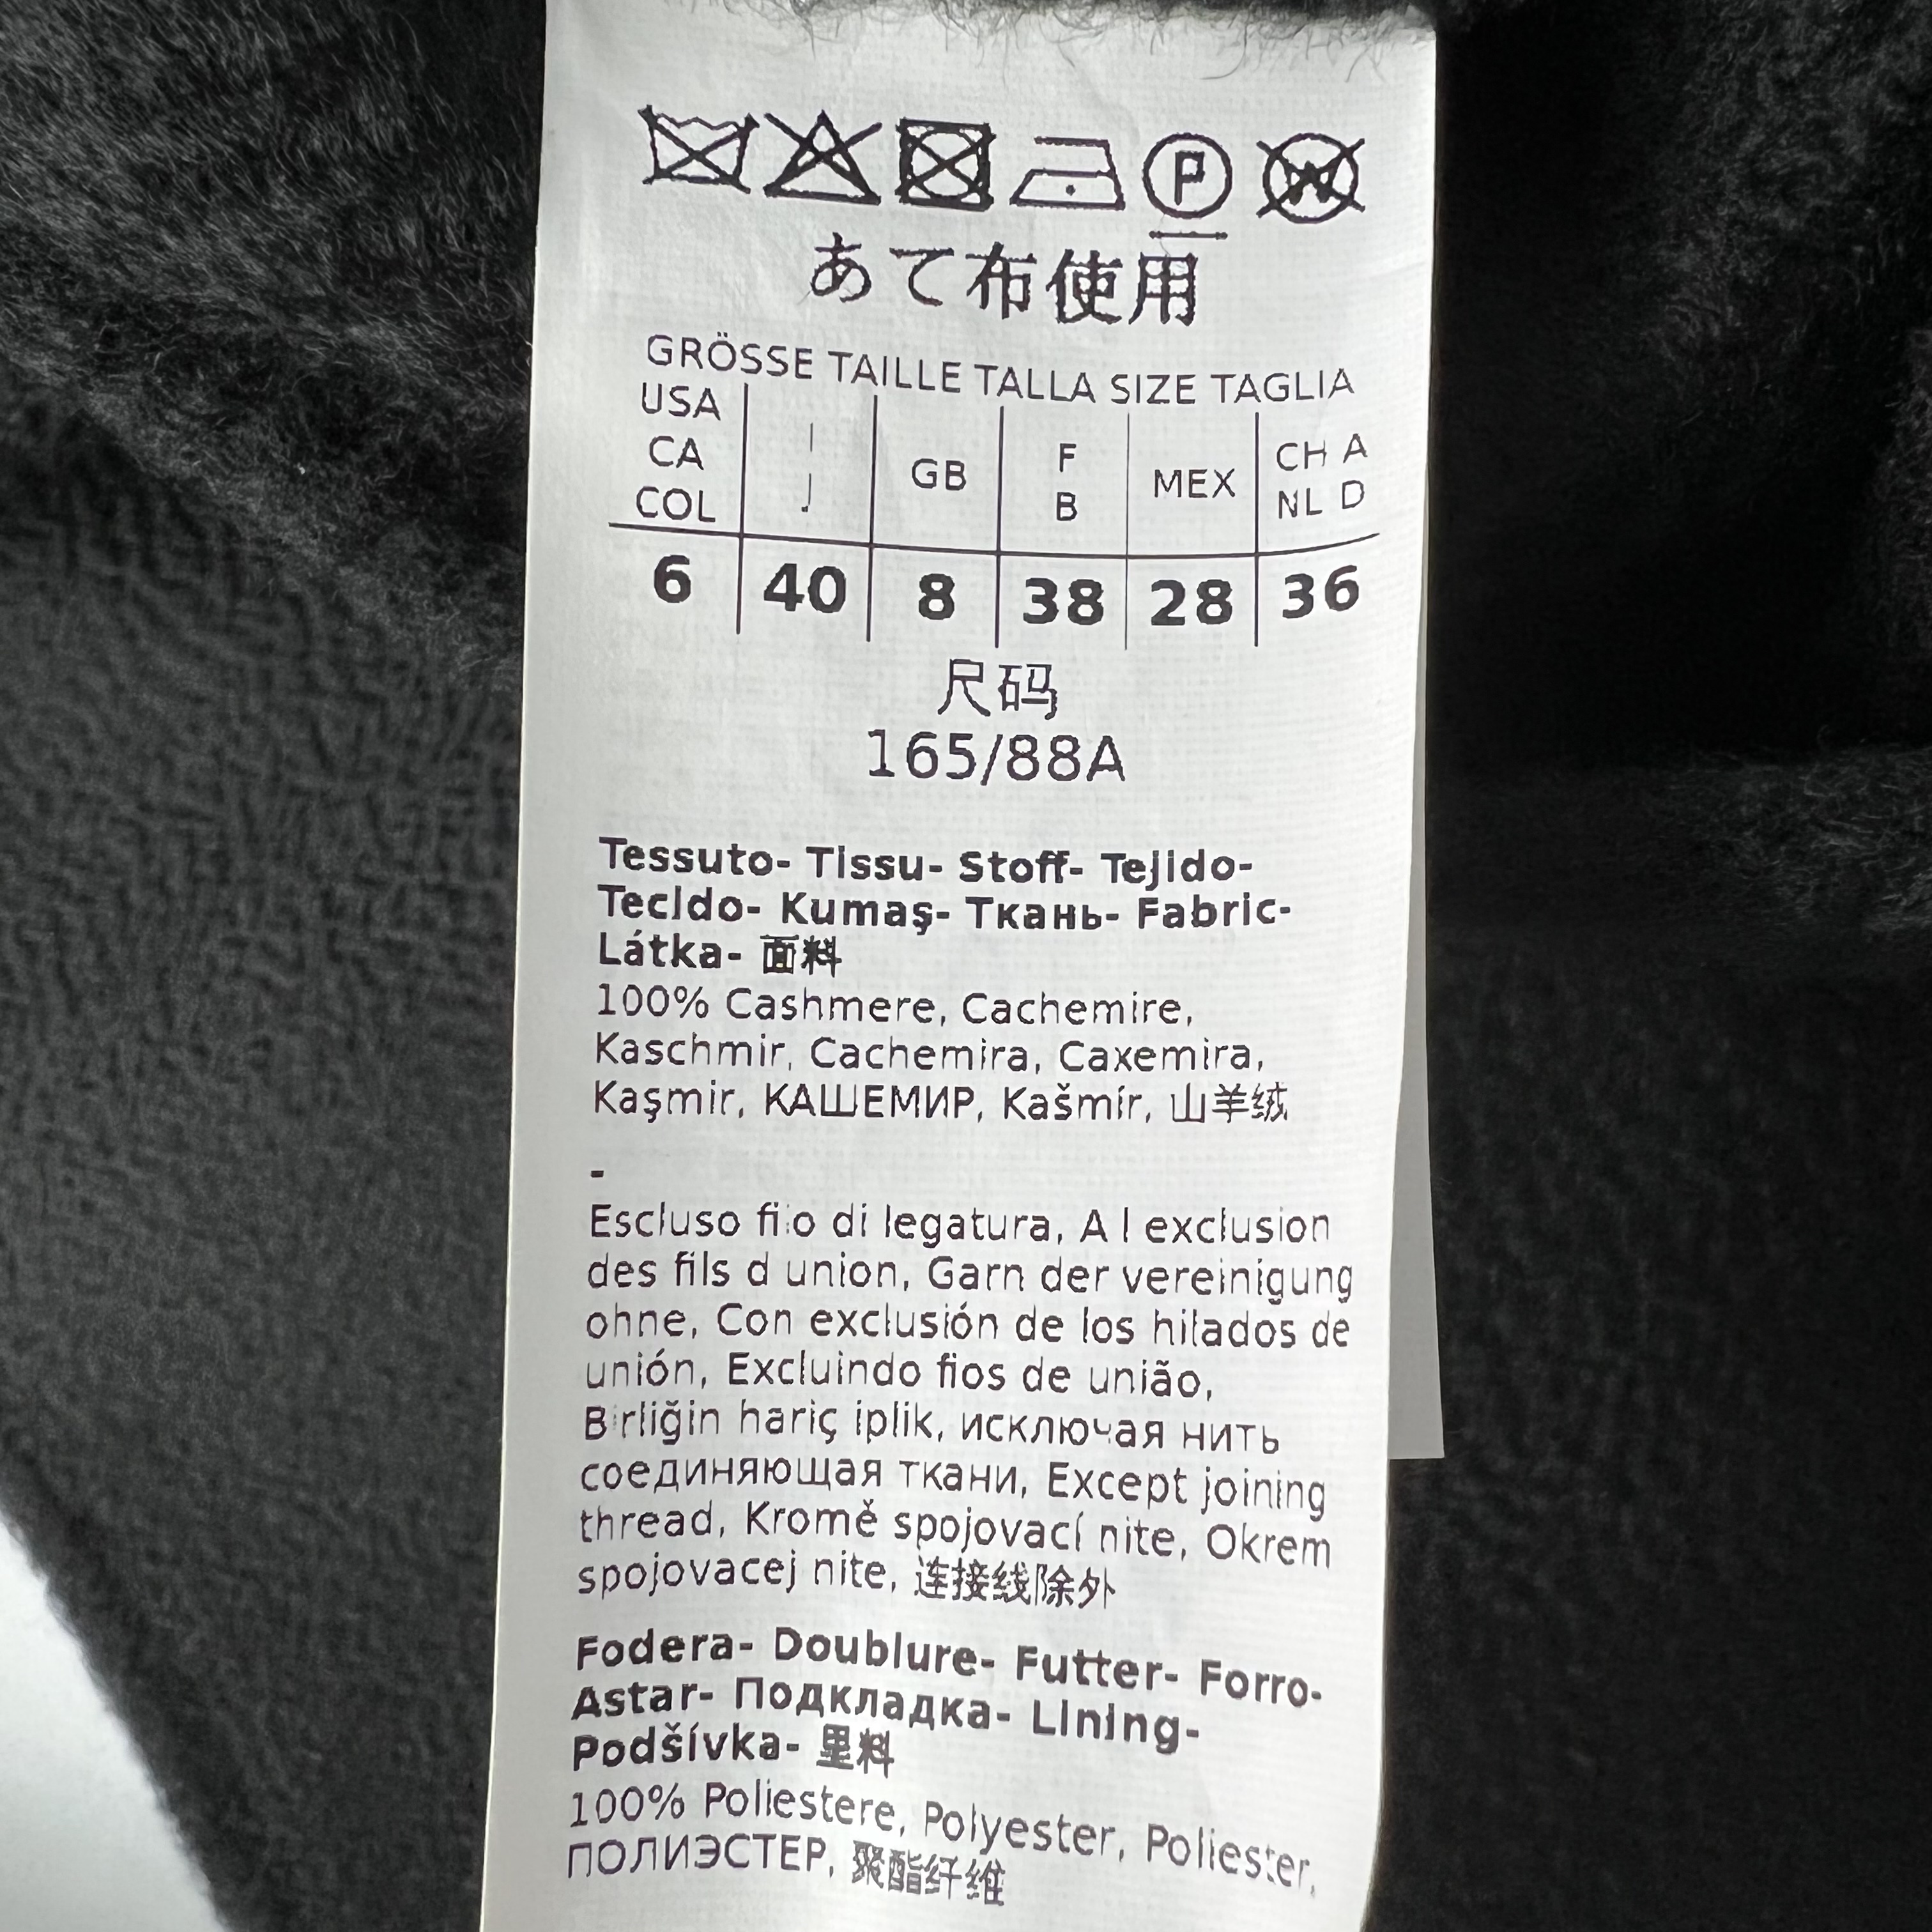 P W
あて布使用
GRÖSSE TAILLE TALLA SIZE TAGLIA
USA
CA
COL
I
J
GB
F
B
MEX
CH A
NL D
6 40 8 38 28 36
尺码
165/88A
Tessuto- Tissu- Stoff- Tejido-
Tecido- Kumaş- Ткань- Fabric-
Látka- 面料
100% Cashmere, Cachemire,
Kaschmir, Cachemira, Caxemira,
Kaşmir, КАШЕМИР, Kašmír, 山羊绒
-
Escluso filo di legatura, A l exclusion
des fils d union, Garn der vereinigung
ohne, Con exclusión de los hilados de
unión, Excluindo fios de união,
Birliğin hariç iplik, исключая нить
соединяющая ткани, Except joining
thread, Kromě spojovací nite, Okrem
spojovacej nite, 连接线除外
Fodera- Doublure- Futter- Forro-
Astar- Подкладка- Lining-
Podšívka- 里料
100% Poliestere, Polyester, Poliester,
ПОЛИЭСТЕР, 聚酯纤维